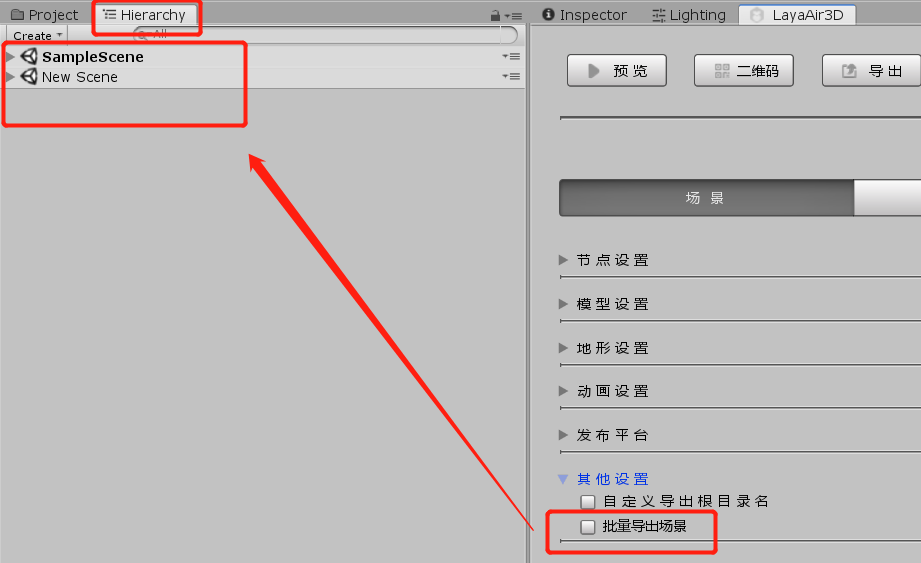 Project Hierarchy
Create All
SampleScene
New Scene
Inspector Lighting LayaAir3D
预览 二维码 导出
场景
节点设置
模型设置
地形设置
动画设置
发布平台
其他设置
自定义导出根目录名
批量导出场景